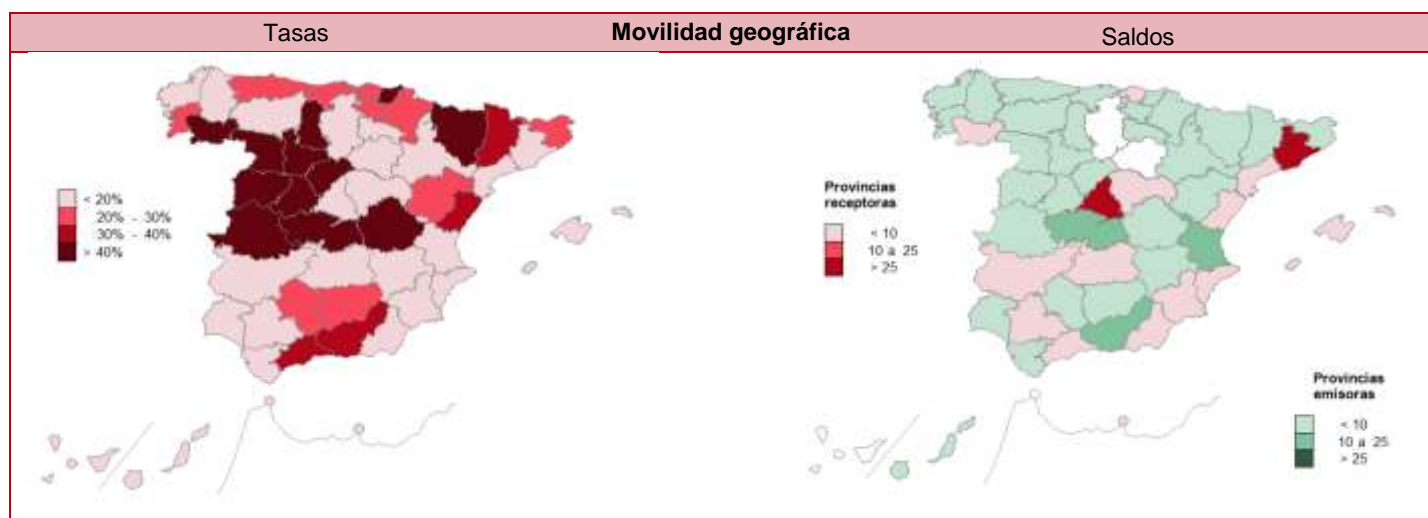 Tasas Movilidad geográfica Saldos
< 20%
20% - 30%
30% - 40%
> 40%
Provincias
receptoras
< 10
10 a 25
> 25
Provincias
emisoras
< 10
10 a 25
> 25